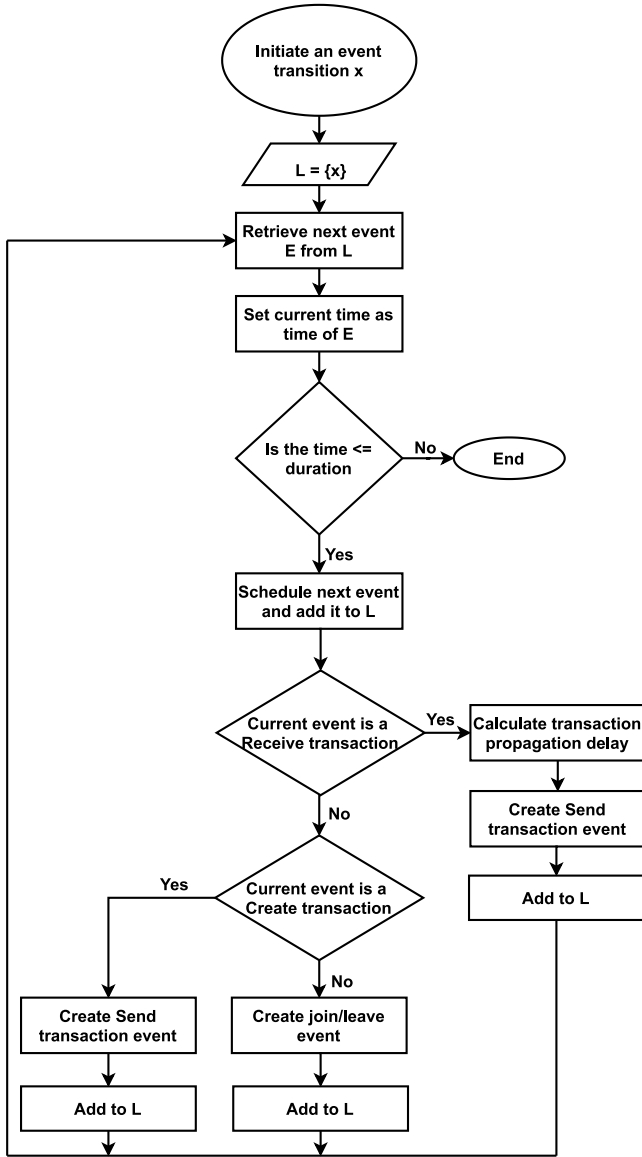 Initiate an event
transition x
L = {x}
Retrieve next event
E from L
Set current time as
time of E
Is the time <=
duration
No
End
Yes
Schedule next event
and add it to L
Current event is a
Receive transaction
Yes
Calculate transaction
propagation delay
Create Send
transaction event
Add to L
No
Current event is a
Create transaction
Yes
No
Create Send
transaction event
Add to L
Create join/leave
event
Add to L